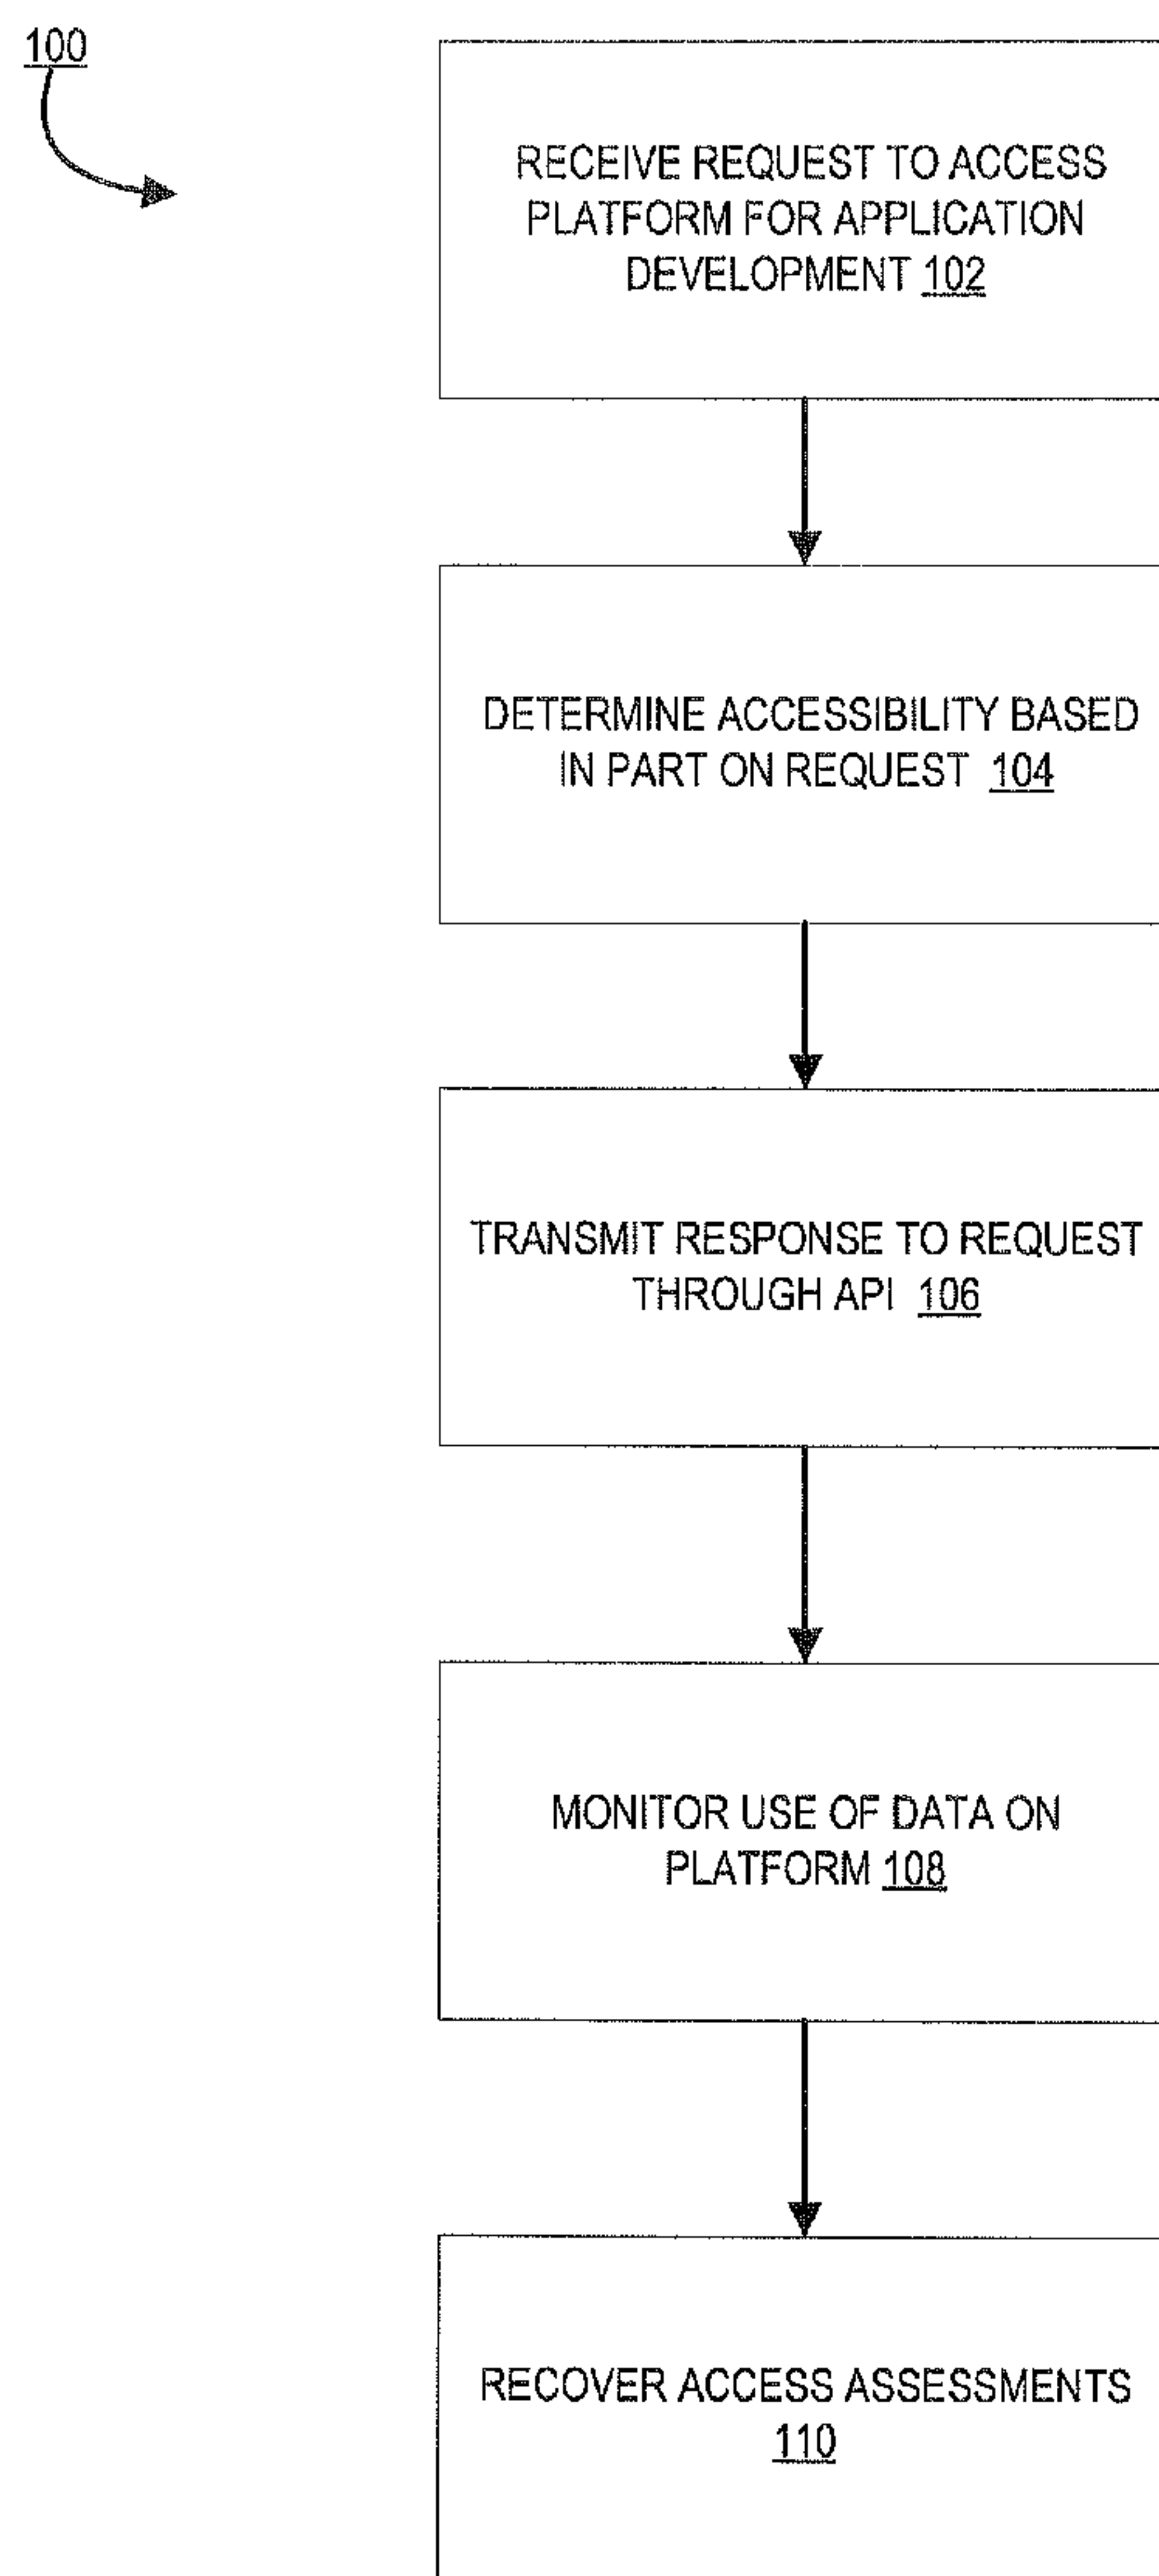 100
RECEIVE REQUEST TO ACCESS
PLATFORM FOR APPLICATION
DEVELOPMENT 102
DETERMINE ACCESSIBILITY BASED
IN PART ON REQUEST 104
TRANSMIT RESPONSE TO REQUEST
THROUGH API 106
MONITOR USE OF DATA ON
PLATFORM 108
RECOVER ACCESS ASSESSMENTS
110